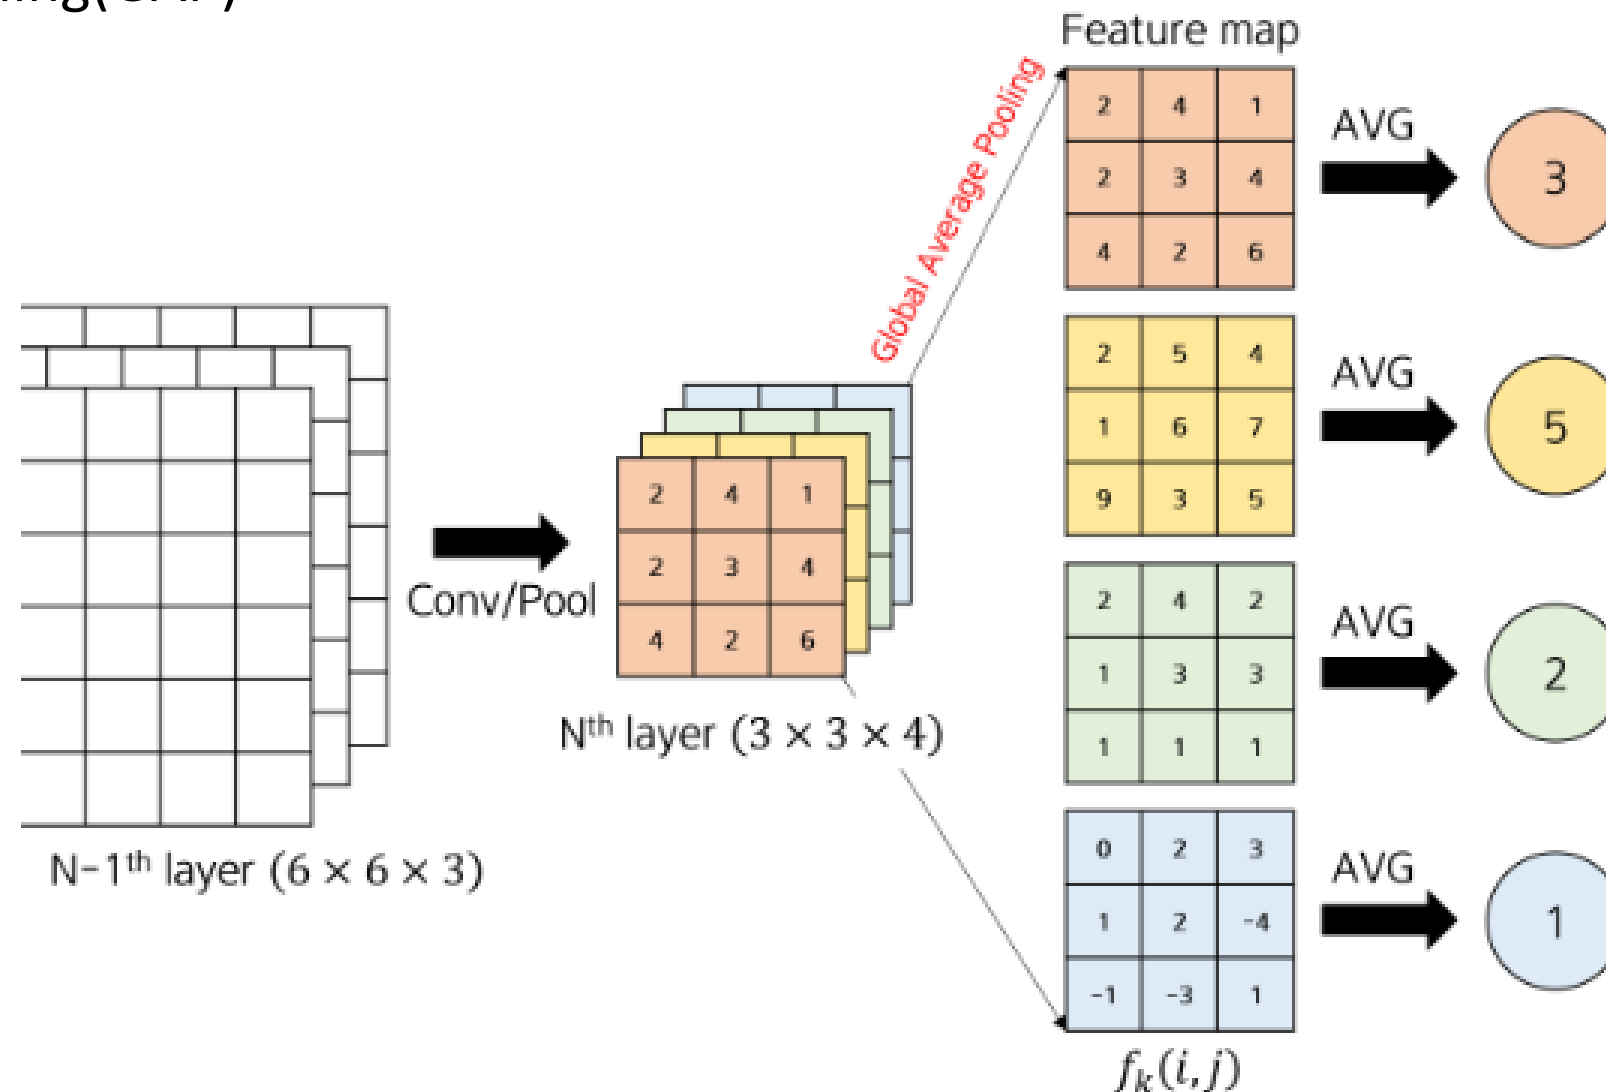 Feature map
Global Average Pooling
2 4 1
2 3 4
4 2 6
AVG
3
2 5 4
1 6 7
9 3 5
AVG
5
2 4 2
1 3 3
1 1 1
AVG
2
0 2 3
1 2 -4
-1 -3 1
AVG
1
f_k(i,j)
2 4 1
2 3 4
4 2 6
Conv/Pool
Nth layer (3 × 3 × 4)
N-1th layer (6 × 6 × 3)